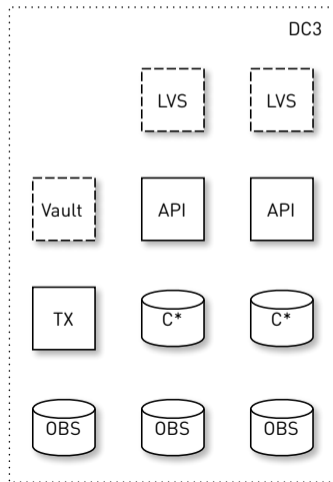 DC3
LVS LVS
Vault API API
TX C* C*
OBS OBS OBS